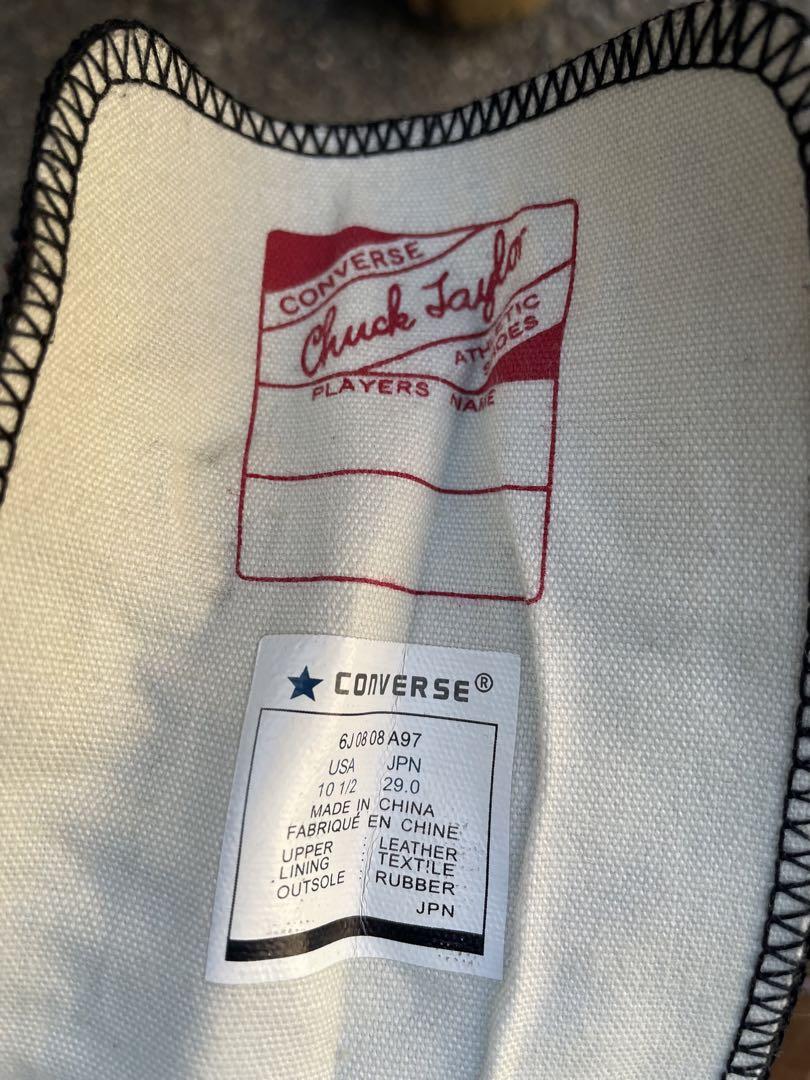 CONVERSE
Chuck Taylor
ATHLETIC
SHOES
PLAYERS NAME
CONVERSE®
6J 08 08 A97
USA JPN
10 1/2 29.0
MADE IN CHINA
FABRIQUÉ EN CHINE
UPPER : LEATHER
LINING : TEXTILE
OUTSOLE : RUBBER
JPN